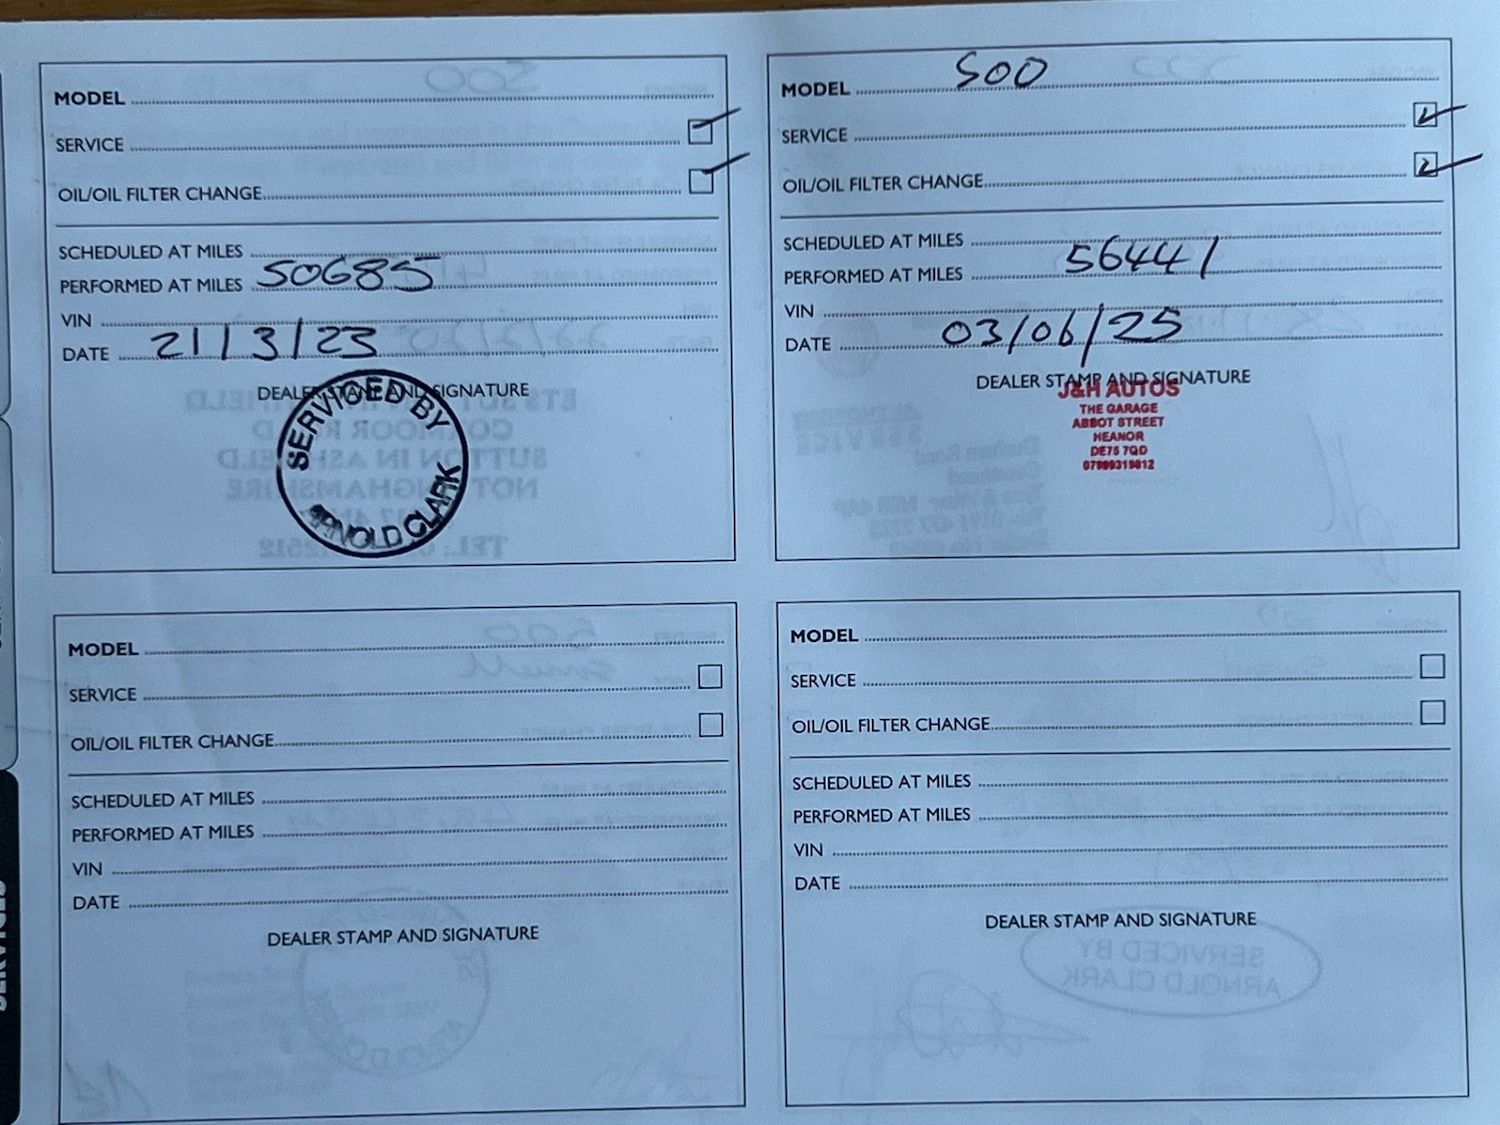 MODEL
SERVICE
OIL/OIL FILTER CHANGE
SCHEDULED AT MILES
PERFORMED AT MILES 50685
VIN
DATE 21/3/23
DEALER STAMP AND SIGNATURE
SERVICED BY
ARNOLD CLARK
MODEL 500
SERVICE
OIL/OIL FILTER CHANGE
SCHEDULED AT MILES
PERFORMED AT MILES 56441
VIN
DATE 03/06/25
DEALER STAMP AND SIGNATURE
J&H AUTOS
THE GARAGE
ABBOT STREET
HEANOR
DE75 7QD
MODEL
SERVICE
OIL/OIL FILTER CHANGE
SCHEDULED AT MILES
PERFORMED AT MILES
VIN
DATE
DEALER STAMP AND SIGNATURE
MODEL
SERVICE
OIL/OIL FILTER CHANGE
SCHEDULED AT MILES
PERFORMED AT MILES
VIN
DATE
DEALER STAMP AND SIGNATURE
SERVICED BY
ARNOLD CLARK